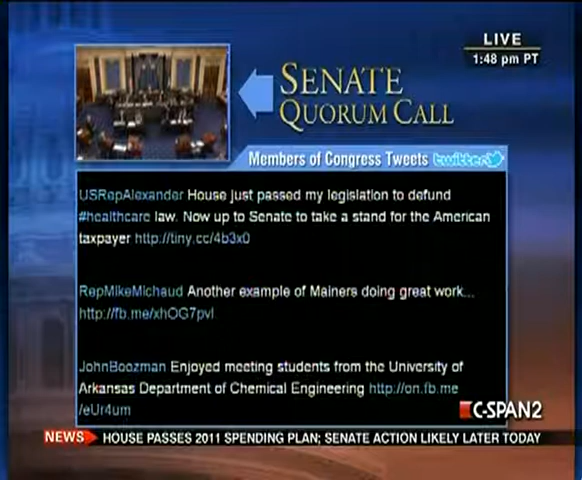 LIVE
1:48 pm PT
SENATE
QUORUM CALL
Members of Congress Tweets twitter
USRepAlexander House just passed my legislation to defund
#healthcare law. Now up to Senate to take a stand for the American
taxpayer http://tiny.cc/4b3x0
RepMikeMichaud Another example of Mainers doing great work...
http://fb.me/xhOG7pvl
JohnBoozman Enjoyed meeting students from the University of
Arkansas Department of Chemical Engineering http://on.fb.me
/eUr4um
C-SPAN2
NEWS HOUSE PASSES 2011 SPENDING PLAN; SENATE ACTION LIKELY LATER TODAY